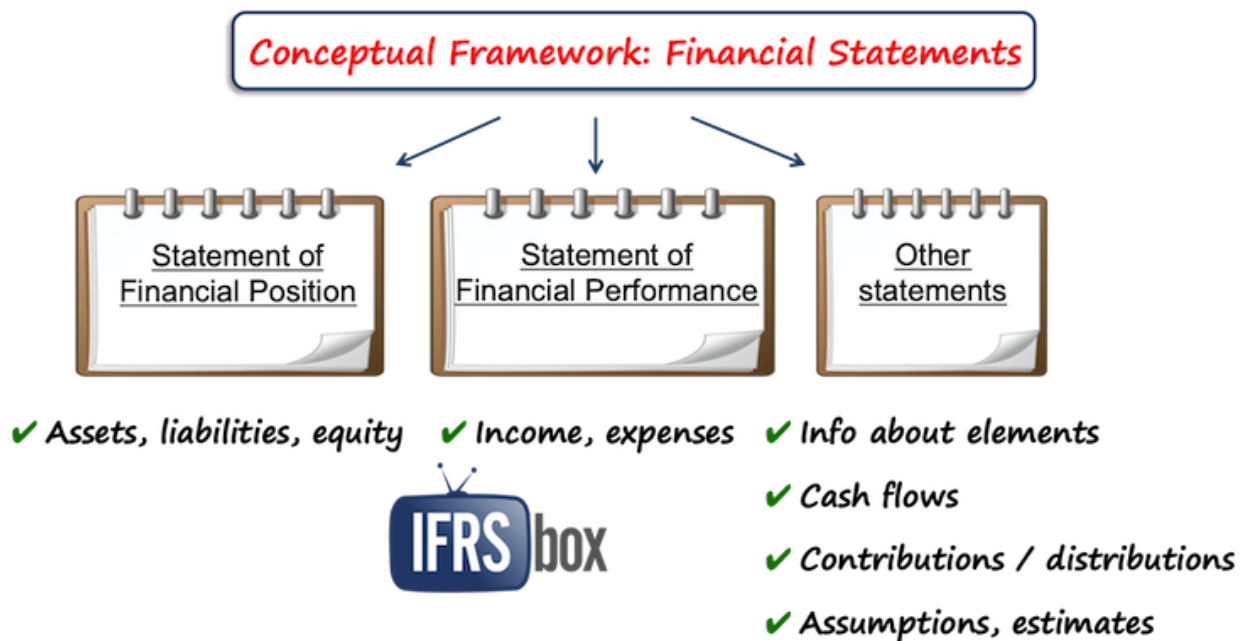 Conceptual Framework: Financial Statements
Statement of
Financial Position
Statement of
Financial Performance
Other
statements
✔ Assets, liabilities, equity
✔ Income, expenses
✔ Info about elements
✔ Cash flows
✔ Contributions / distributions
✔ Assumptions, estimates
IFRS box